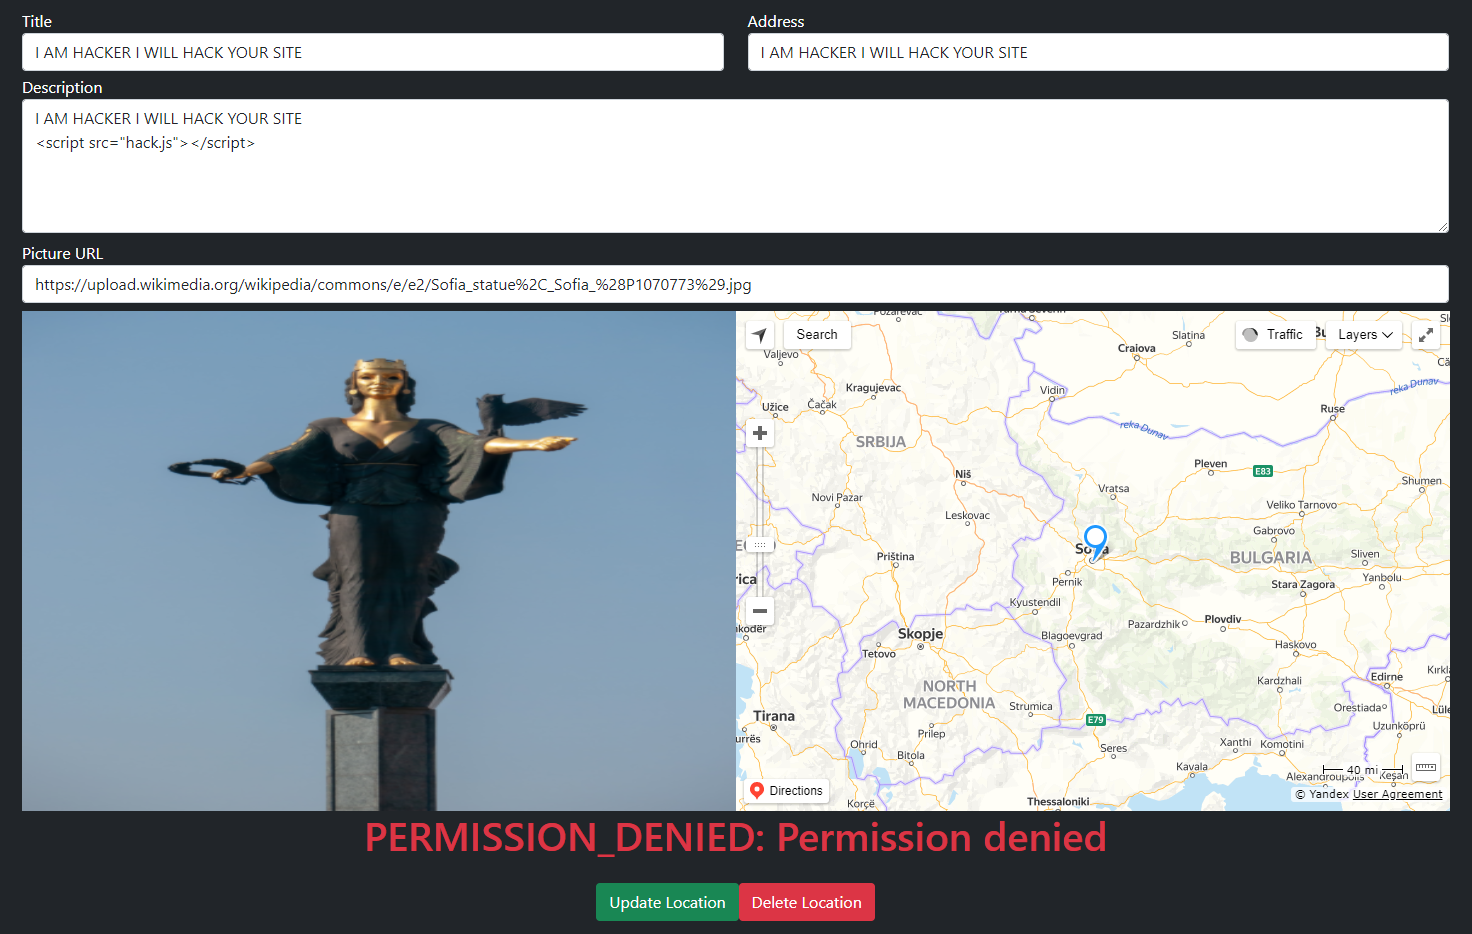 Title
Address
I AM HACKER I WILL HACK YOUR SITE
I AM HACKER I WILL HACK YOUR SITE
Description
I AM HACKER I WILL HACK YOUR SITE
<script src="hack.js"></script>
Picture URL
https://upload.wikimedia.org/wikipedia/commons/e/e2/Sofia_statue%2C_Sofia_%28P1070773%29.jpg
Search
Traffic
Layers
Valjevo
Craiova
Slatina
Kragujevac
Vidin
reka Dunav
Užice
Čačak
Ruse
SRBIJA
reka Dunav
Pleven
E83
Niš
Vratsa
Shumen
Novi Pazar
Leskovac
Veliko Tarnovo
Gabrovo
Sofia
Priština
BULGARIA
Sliven
Pernik
Stara Zagora
Yanbolu
Kyustendil
Plovdiv
Pazardzhik
Skopje
Blagoevgrad
Tetovo
Haskovo
Edirne
Kardzhali
NORTH
MACEDONIA
Strumica
Orestiada
Tirana
E79
Uzunköprü
Prilep
Ohrid
Bitola
Seres
Xanthi
Komotini
Kavala
40 mi
Alexandroupolis
Keşan
Directions
© Yandex User Agreement
Korçë
Thessaloniki
PERMISSION_DENIED: Permission denied
Update Location
Delete Location